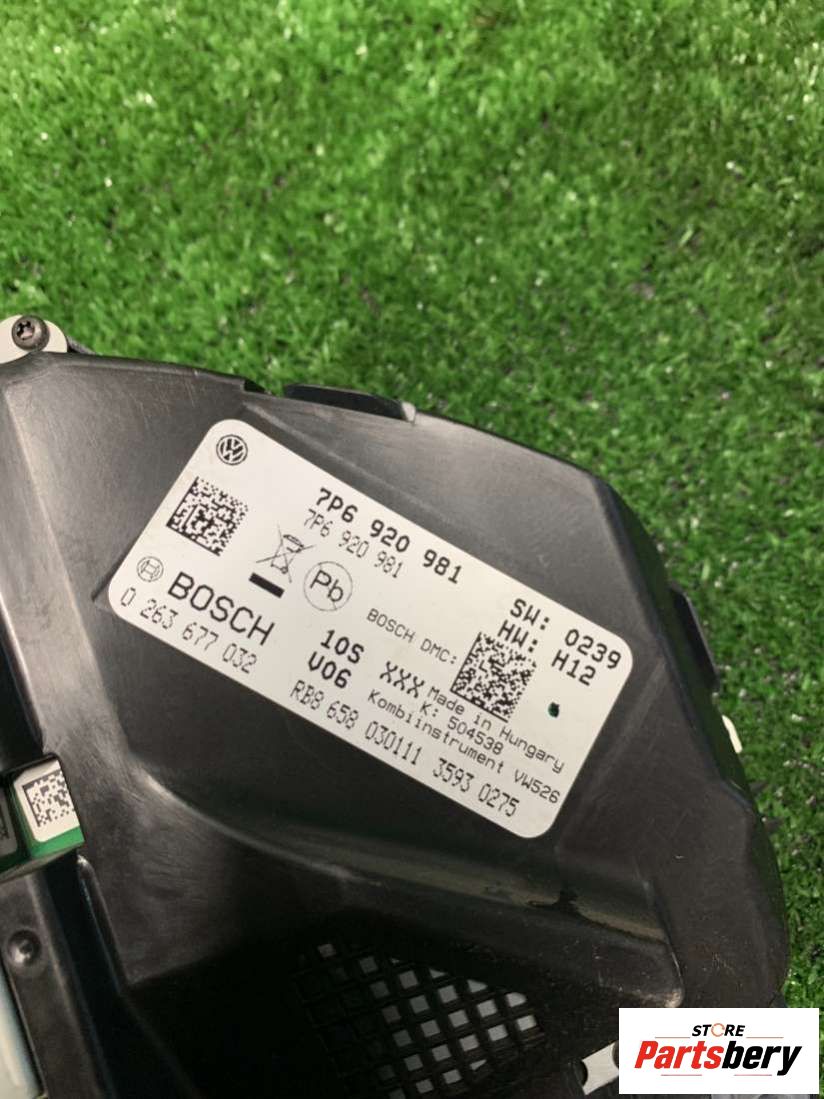 7P6 920 981
7P6 920 981
SW: 0239
HW: H12
Pb
BOSCH
0 263 677 032
BOSCH DMC:
10S XXX
V06
Made in Hungary
K: 504538
Kombiinstrument VW526
RB8 658 030111 3593 0275
STORE
Partsbery